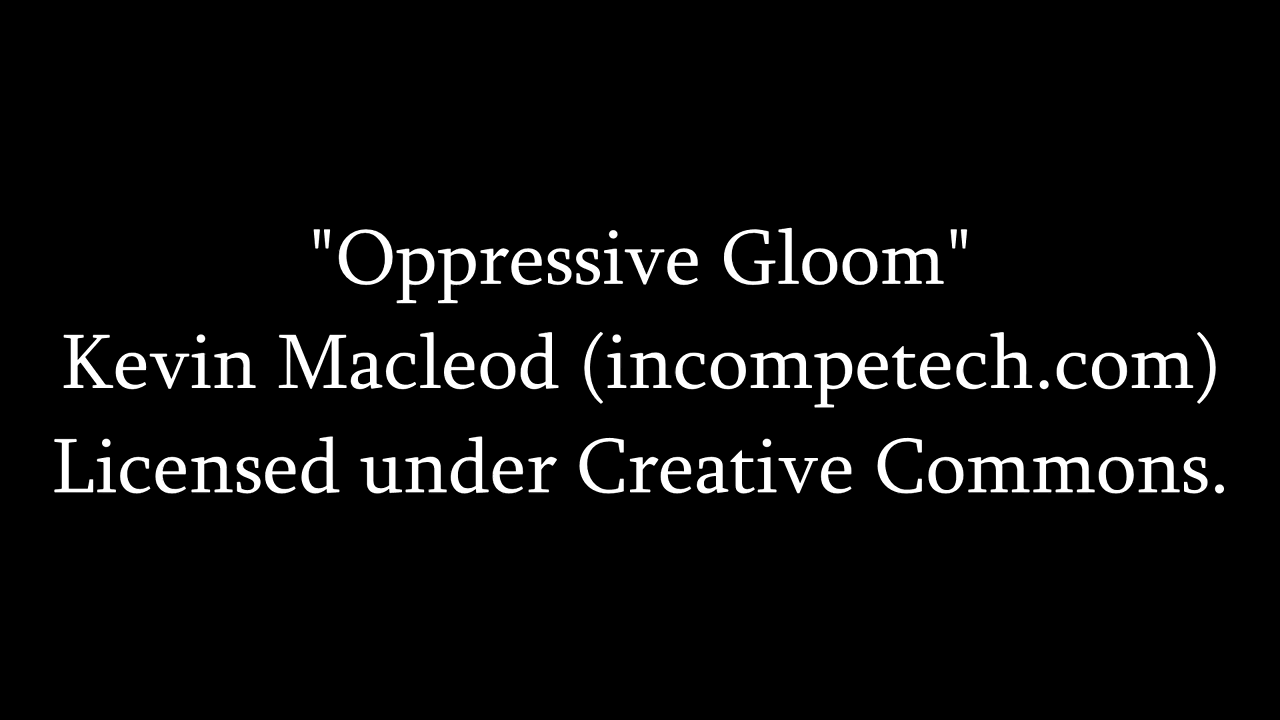 "Oppressive Gloom"
Kevin Macleod (incompetech.com)
Licensed under Creative Commons.